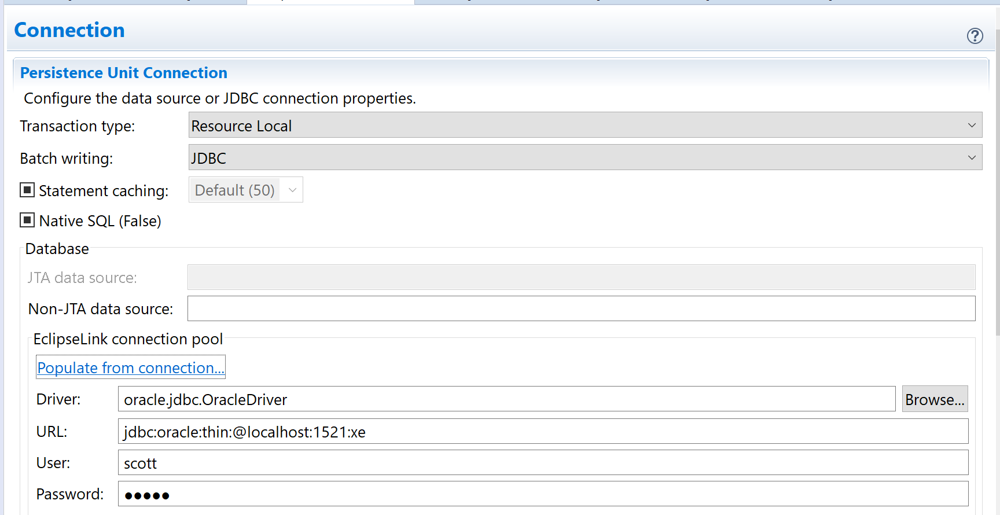 Connection
Persistence Unit Connection
Configure the data source or JDBC connection properties.
Transaction type: Resource Local
Batch writing: JDBC
Statement caching: Default (50)
Native SQL (False)
Database
JTA data source:
Non-JTA data source:
EclipseLink connection pool
Populate from connection...
Driver: oracle.jdbc.OracleDriver Browse...
URL: jdbc:oracle:thin:@localhost:1521:xe
User: scott
Password: ●●●●●